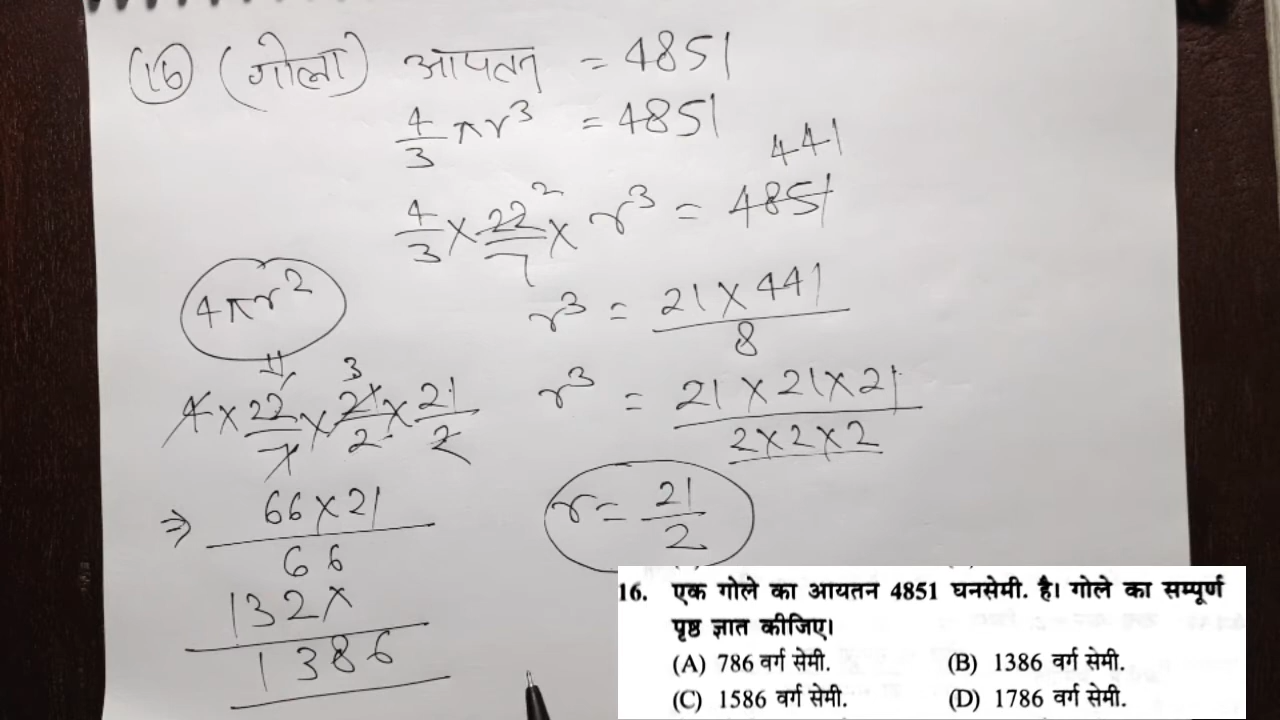 16 (गोला) आयतन = 4851
4/3 πr³ = 4851
441
4/3 × 22/7 2 × r³ = 4851
4πr²
r³ = 21 × 441 / 8
4 × 22/7 × 21/2 3 × 21/2
r³ = 21 × 21 × 21 / 2 × 2 × 2
⇒ 66 × 21
r = 21/2
66
132×
1386
16. एक गोले का आयतन 4851 घनसेमी. है। गोले का सम्पूर्ण
पृष्ठ ज्ञात कीजिए।
(A) 786 वर्ग सेमी. (B) 1386 वर्ग सेमी.
(C) 1586 वर्ग सेमी. (D) 1786 वर्ग सेमी.